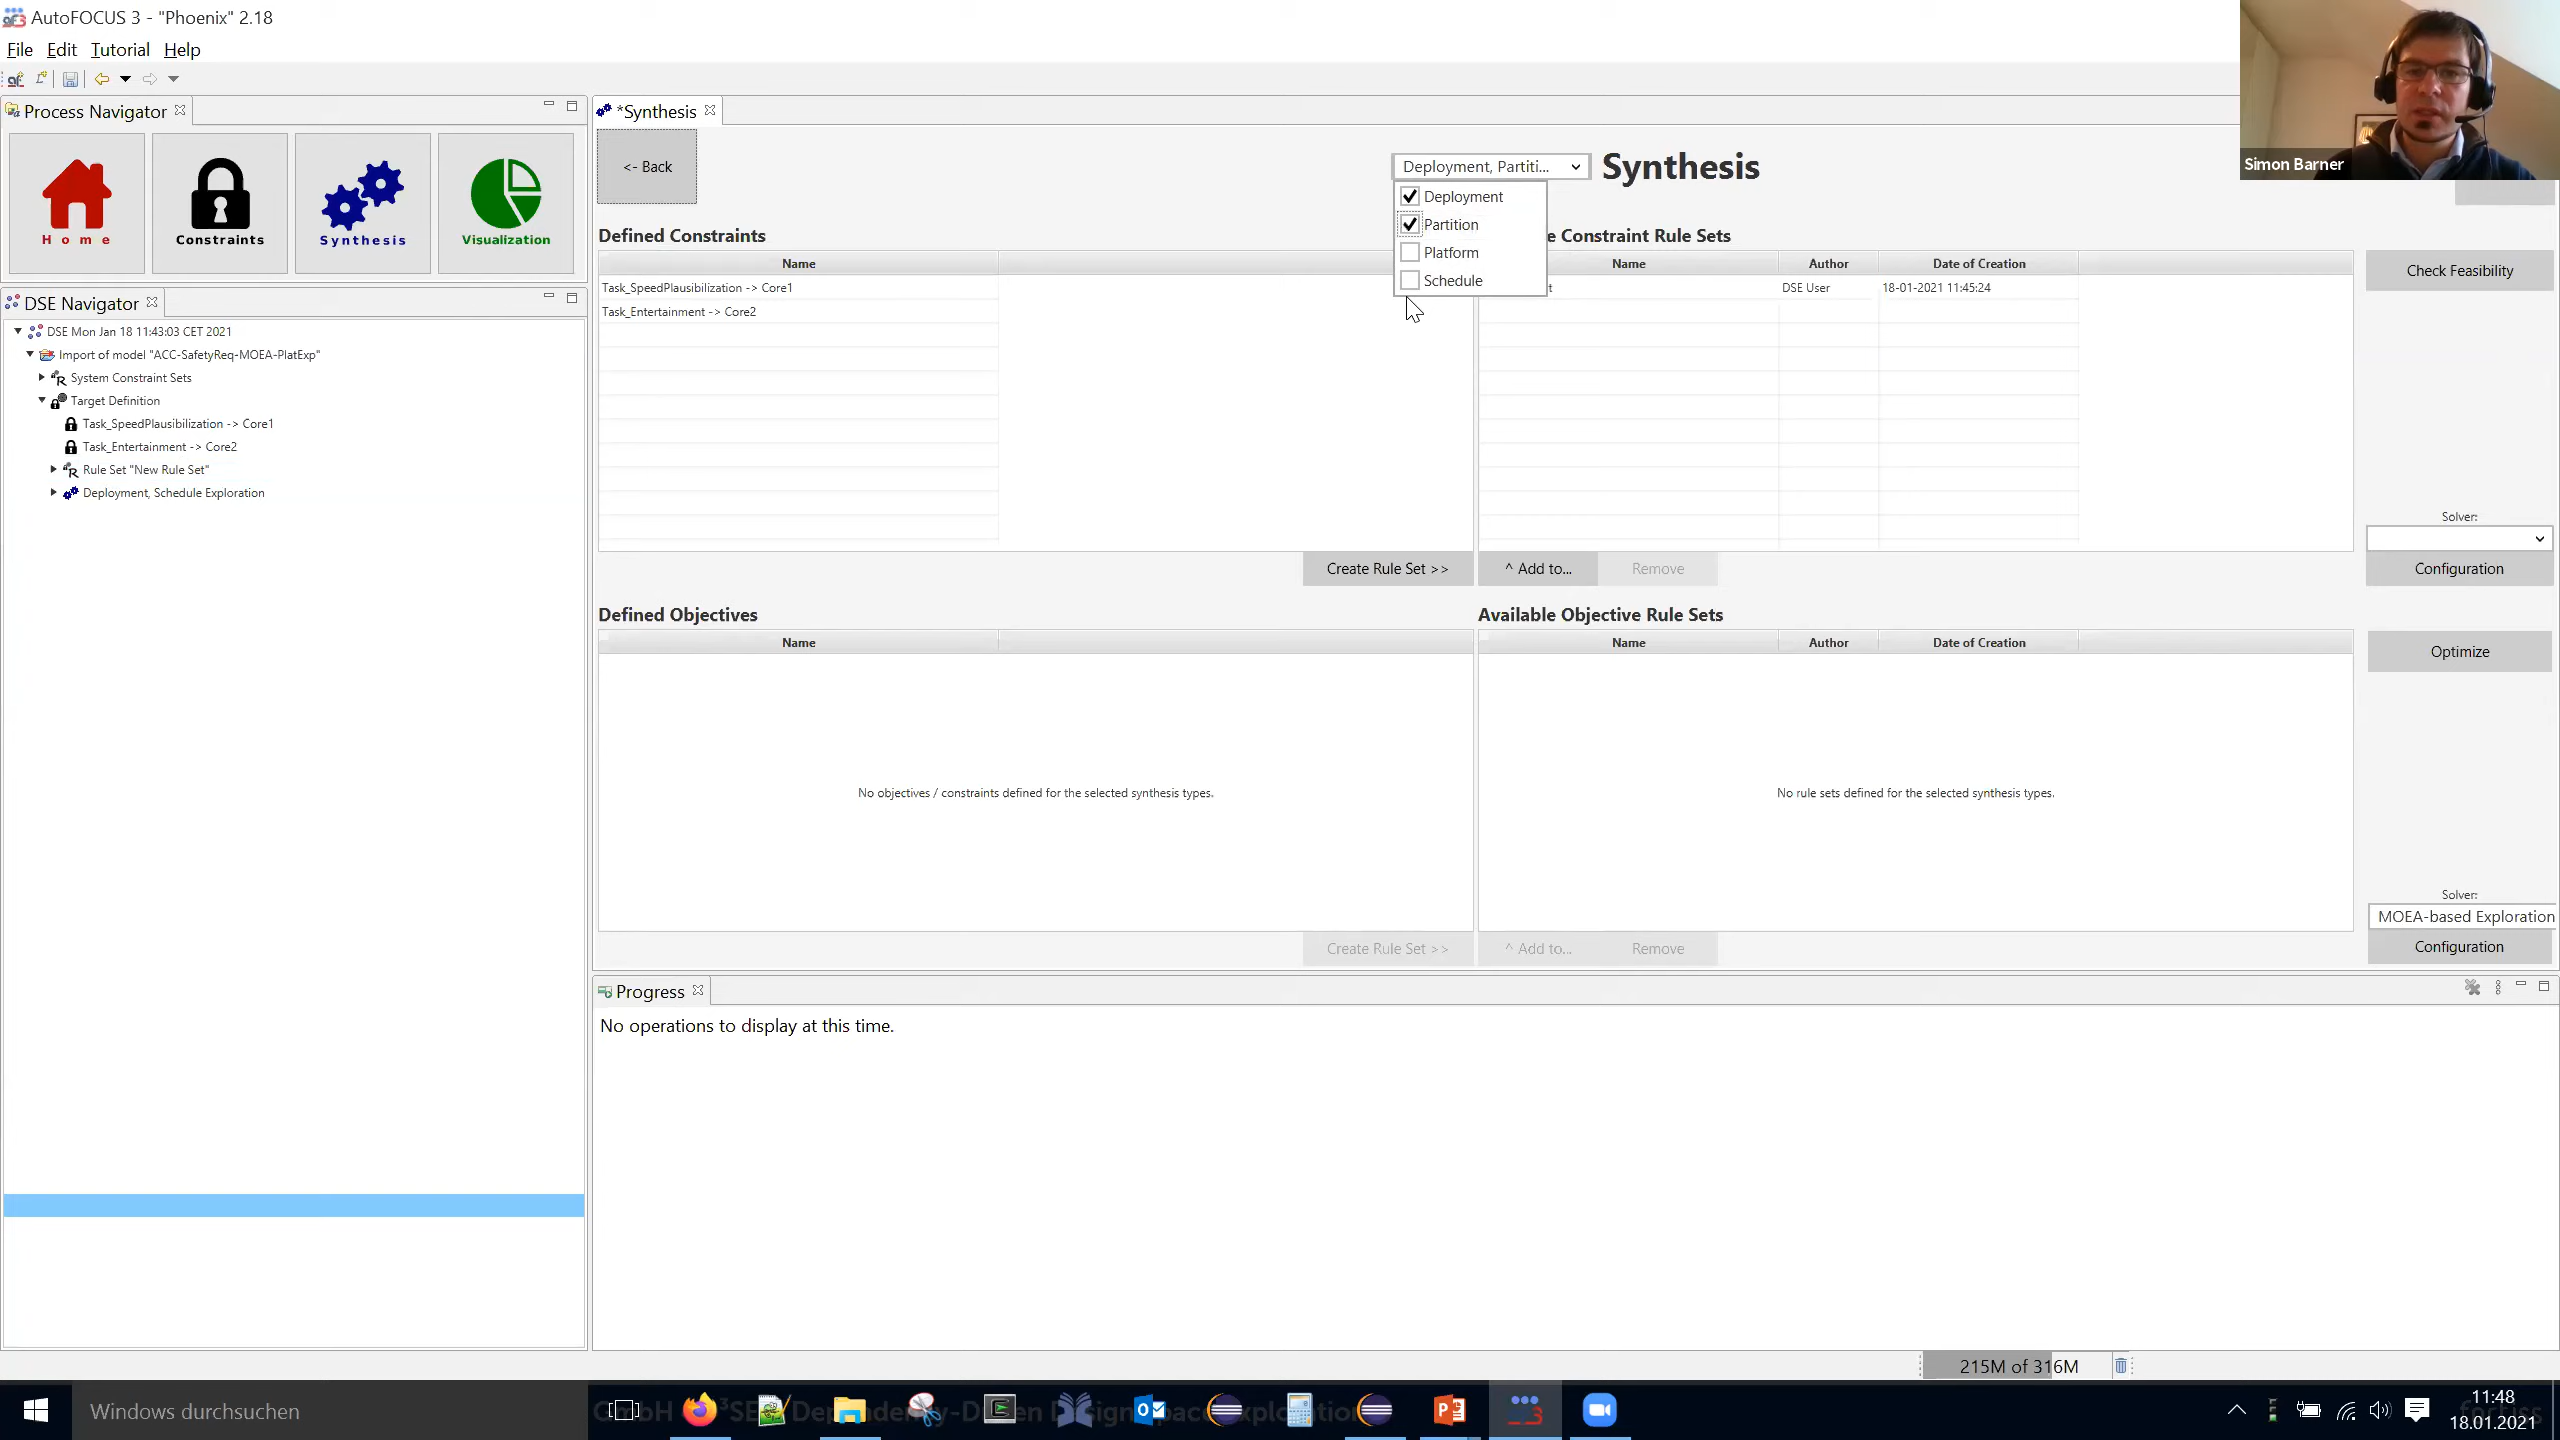 AutoFOCUS 3 - "Phoenix" 2.18
File Edit Tutorial Help
Simon Barner
Process Navigator
Home
Constraints
Synthesis
Visualization
DSE Navigator
DSE Mon Jan 18 11:43:03 CET 2021
Import of model "ACC-SafetyReq-MOEA-PlatExp"
System Constraint Sets
Target Definition
Task_SpeedPlausibilization -> Core1
Task_Entertainment -> Core2
Rule Set "New Rule Set"
Deployment, Schedule Exploration
*Synthesis
<- Back
Deployment, Partiti...
Synthesis
Deployment
Partition
Platform
Schedule
Defined Constraints
Name
Task_SpeedPlausibilization -> Core1
Task_Entertainment -> Core2
Create Rule Set >>
Constraint Rule Sets
Name Author Date of Creation
DSE User 18-01-2021 11:45:24
^ Add to... Remove
Check Feasibility
Solver:
Configuration
Defined Objectives
Name
No objectives / constraints defined for the selected synthesis types.
Create Rule Set >>
Available Objective Rule Sets
Name Author Date of Creation
No rule sets defined for the selected synthesis types.
^ Add to... Remove
Optimize
Solver:
MOEA-based Exploration
Configuration
Progress
No operations to display at this time.
215M of 316M
Windows durchsuchen
11:48
18.01.2021